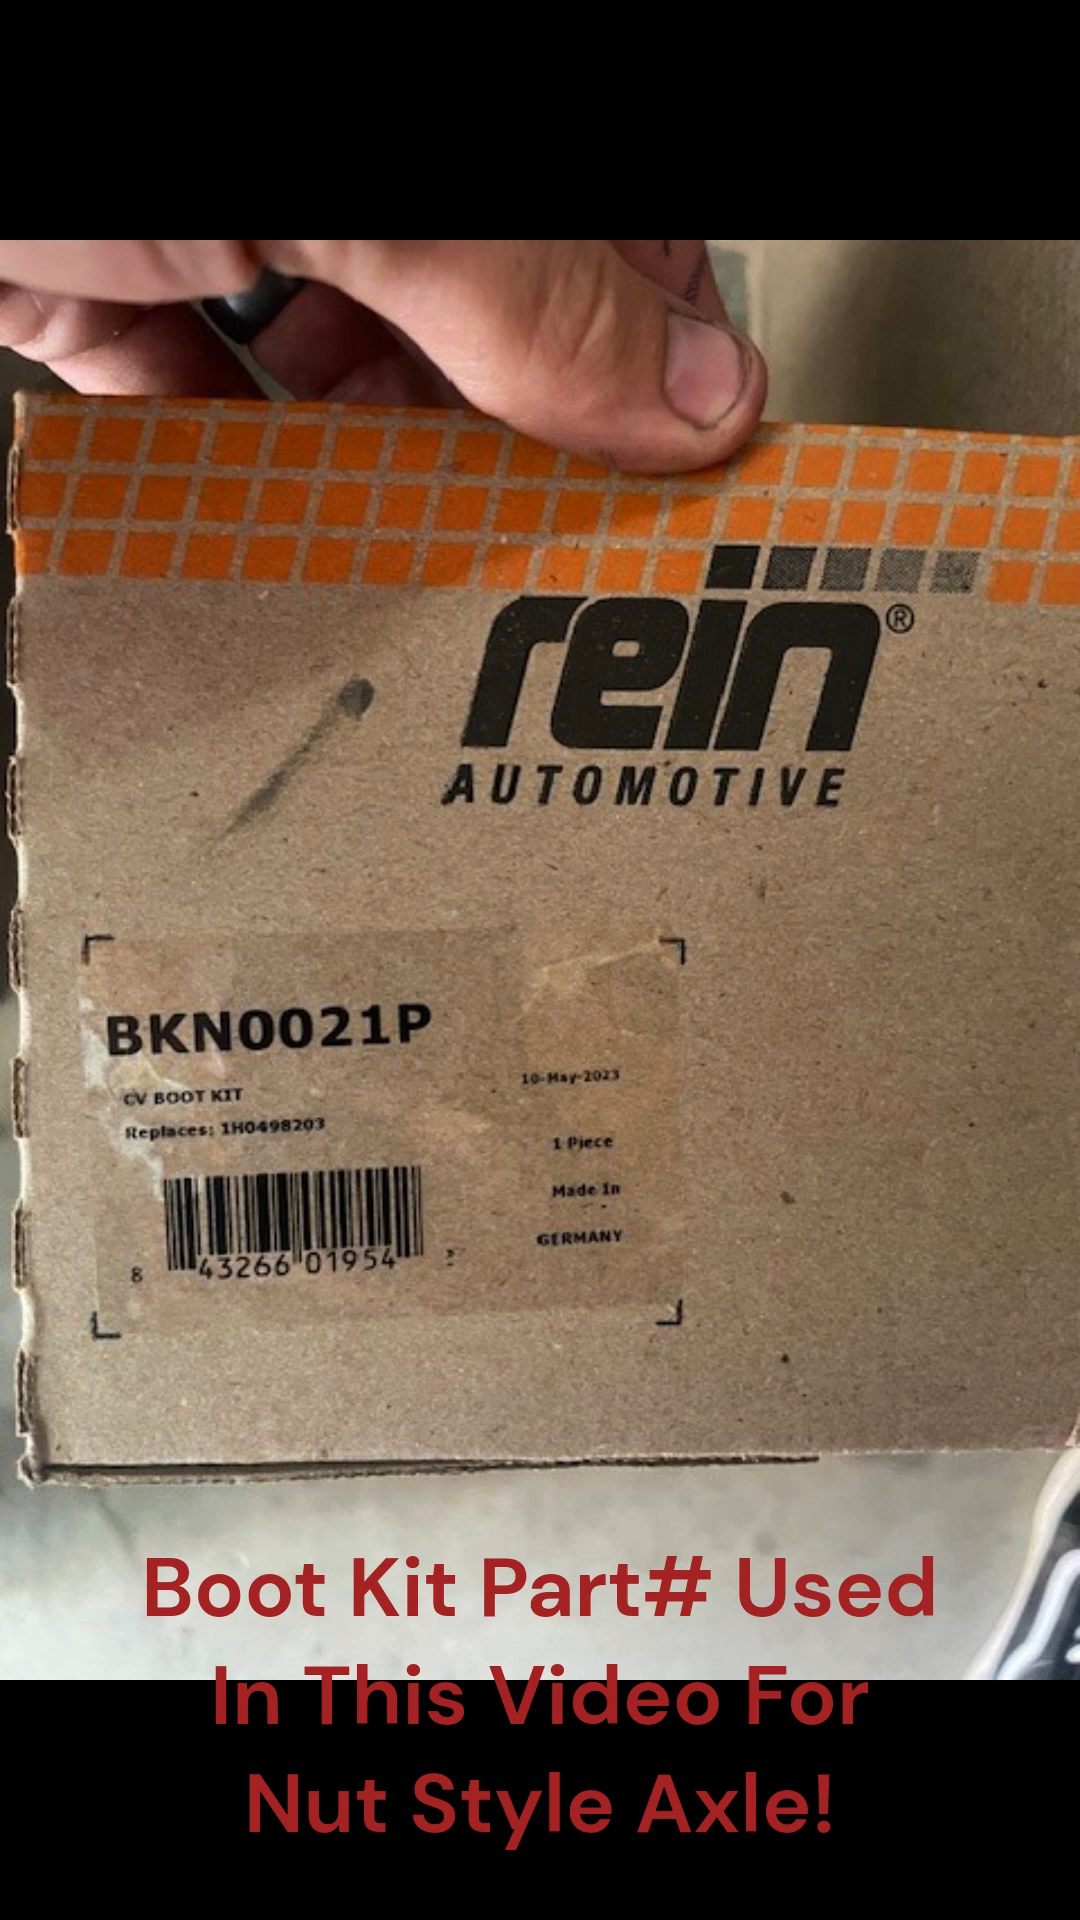 rein®
AUTOMOTIVE
BKN0021P
10-May-2023
CV BOOT KIT
Replaces: 1H0498203
1 Piece
Made In
GERMANY
8 43266 01954
Boot Kit Part# Used
In This Video For
Nut Style Axle!